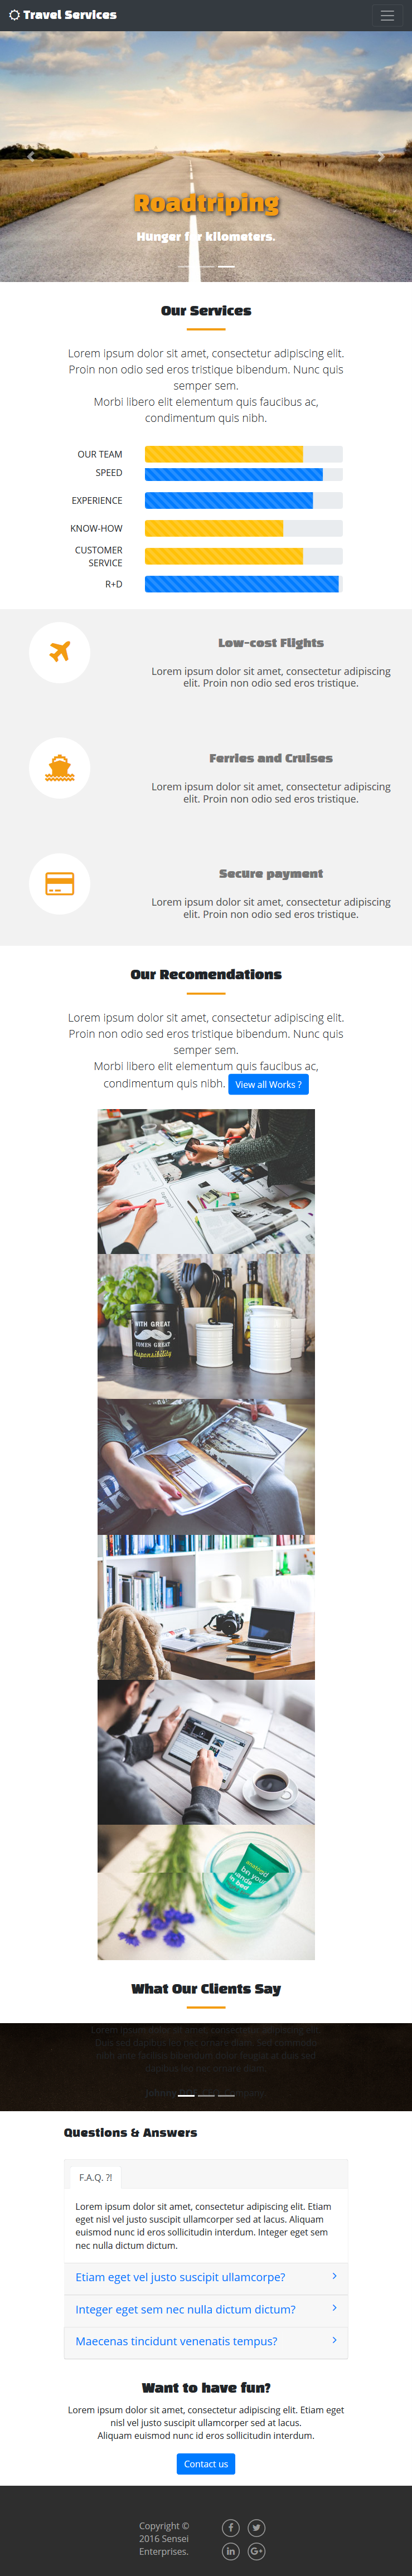 Travel Services
Roadtriping
Hunger for kilometers.
Our Services
Lorem ipsum dolor sit amet, consectetur adipiscing elit.
Proin non odio sed eros tristique bibendum. Nunc quis
semper sem.
Morbi libero elit elementum quis faucibus ac,
condimentum quis nibh.
OUR TEAM
SPEED
EXPERIENCE
KNOW-HOW
CUSTOMER
SERVICE
R+D
Low-cost Flights
Lorem ipsum dolor sit amet, consectetur adipiscing
elit. Proin non odio sed eros tristique.
Ferries and Cruises
Lorem ipsum dolor sit amet, consectetur adipiscing
elit. Proin non odio sed eros tristique.
Secure payment
Lorem ipsum dolor sit amet, consectetur adipiscing
elit. Proin non odio sed eros tristique.
Our Recomendations
Lorem ipsum dolor sit amet, consectetur adipiscing elit.
Proin non odio sed eros tristique bibendum. Nunc quis
semper sem.
Morbi libero elit elementum quis faucibus ac,
condimentum quis nibh. View all Works ?
WITH GREAT
COMES GREAT
Responsibility
What Our Clients Say
Lorem ipsum dolor sit amet, consectetur adipiscing elit.
Questions & Answers
F.A.Q. ?!
Lorem ipsum dolor sit amet, consectetur adipiscing elit. Etiam
eget nisl vel justo suscipit ullamcorper sed at lacus. Aliquam
euismod nunc id eros sollicitudin interdum. Integer eget sem
nec nulla dictum dictum.
Etiam eget vel justo suscipit ullamcorpe?
Integer eget sem nec nulla dictum dictum?
Maecenas tincidunt venenatis tempus?
Want to have fun?
Lorem ipsum dolor sit amet, consectetur adipiscing elit. Etiam eget
nisl vel justo suscipit ullamcorper sed at lacus.
Aliquam euismod nunc id eros sollicitudin interdum.
Contact us
Copyright ©
2016 Sensei
Enterprises.